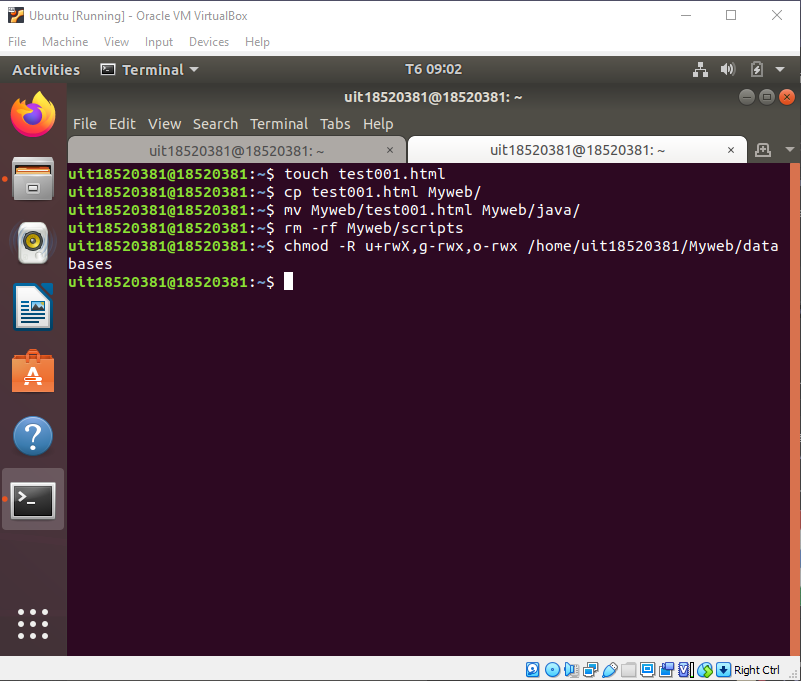 Ubuntu [Running] - Oracle VM VirtualBox
File Machine View Input Devices Help
Activities Terminal T6 09:02
uit18520381@18520381: ~
File Edit View Search Terminal Tabs Help
uit18520381@18520381: ~ × uit18520381@18520381: ~ ×
uit18520381@18520381:~$ touch test001.html
uit18520381@18520381:~$ cp test001.html Myweb/
uit18520381@18520381:~$ mv Myweb/test001.html Myweb/java/
uit18520381@18520381:~$ rm -rf Myweb/scripts
uit18520381@18520381:~$ chmod -R u+rwX,g-rwx,o-rwx /home/uit18520381/Myweb/data
bases
uit18520381@18520381:~$
Right Ctrl